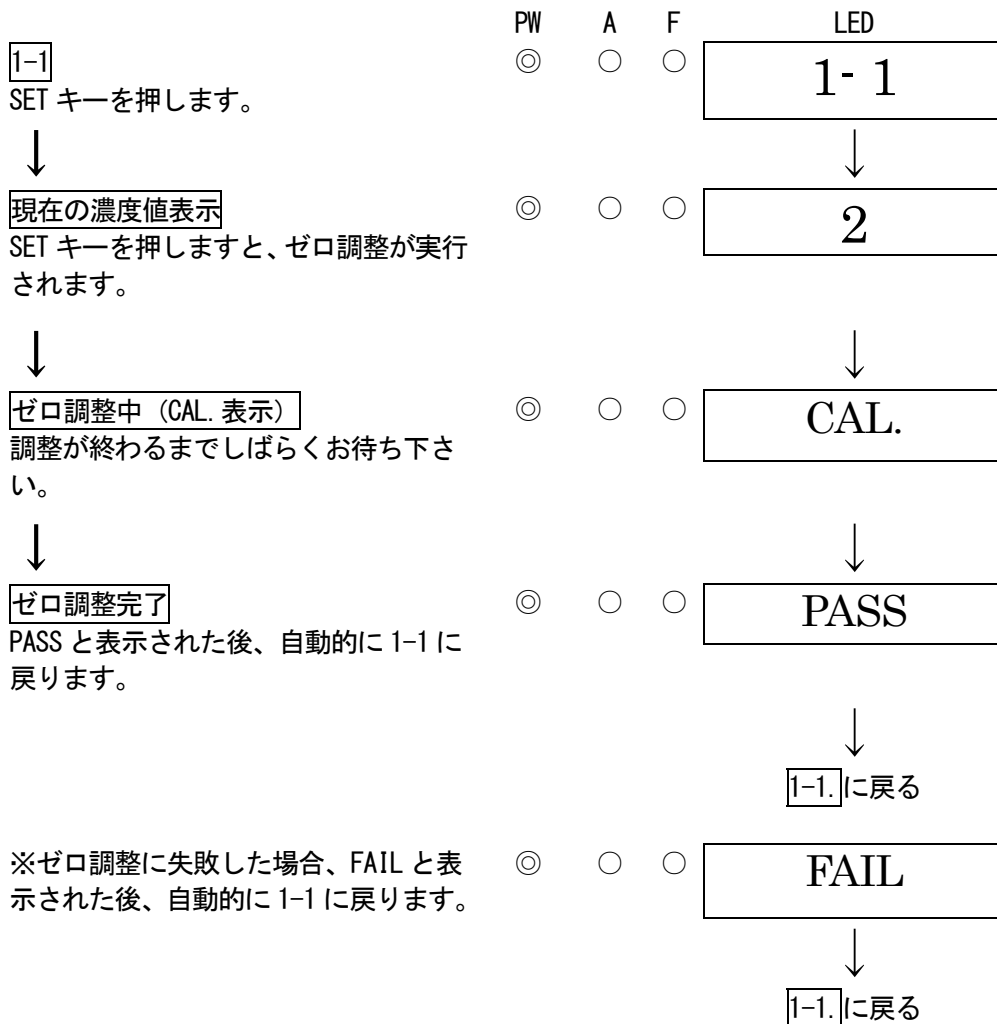 PW A F LED
1-1 ◎ ○ ○ 1- 1
SET キーを押します。
↓ ↓
現在の濃度値表示 ◎ ○ ○ 2
SET キーを押しますと、ゼロ調整が実行
されます。
↓ ↓
ゼロ調整中（CAL.表示） ◎ ○ ○ CAL.
調整が終わるまでしばらくお待ち下さ
い。
↓ ↓
ゼロ調整完了 ◎ ○ ○ PASS
PASS と表示された後、自動的に 1-1 に
戻ります。
↓
1-1.に戻る
※ゼロ調整に失敗した場合、FAIL と表 ◎ ○ ○ FAIL
示された後、自動的に 1-1 に戻ります。
↓
1-1.に戻る